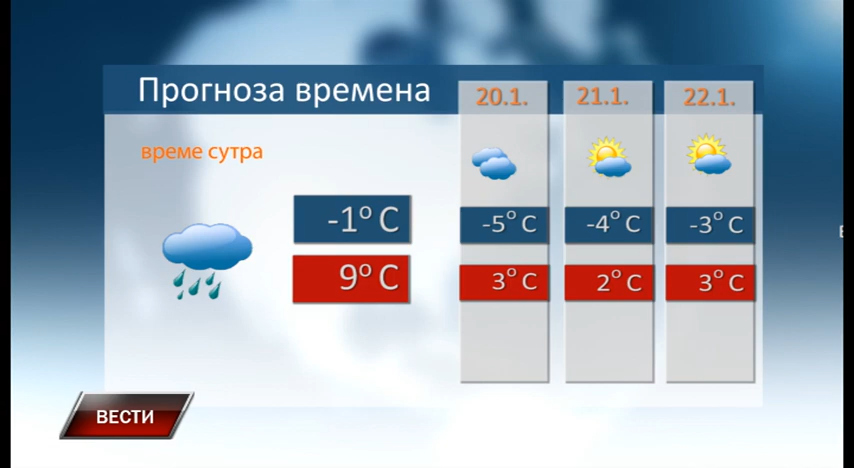 Прогноза времена
време сутра
-1° C
9° C
20.1.
-5° C
3° C
21.1.
-4° C
2° C
22.1.
-3° C
3° C
ВЕСТИ